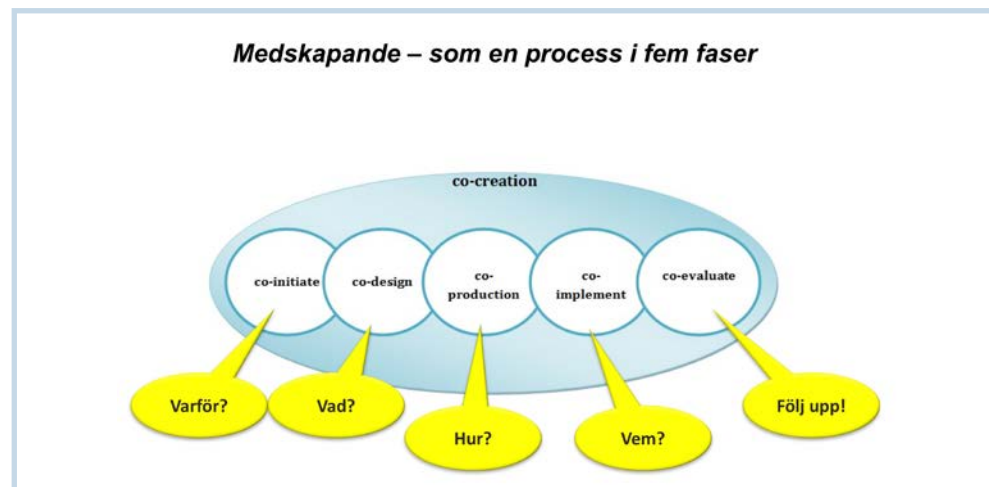 Medskapande – som en process i fem faser
co-creation
co-initiate
co-design
co-
production
co-
implement
co-evaluate
Varför?
Vad?
Hur?
Vem?
Följ upp!